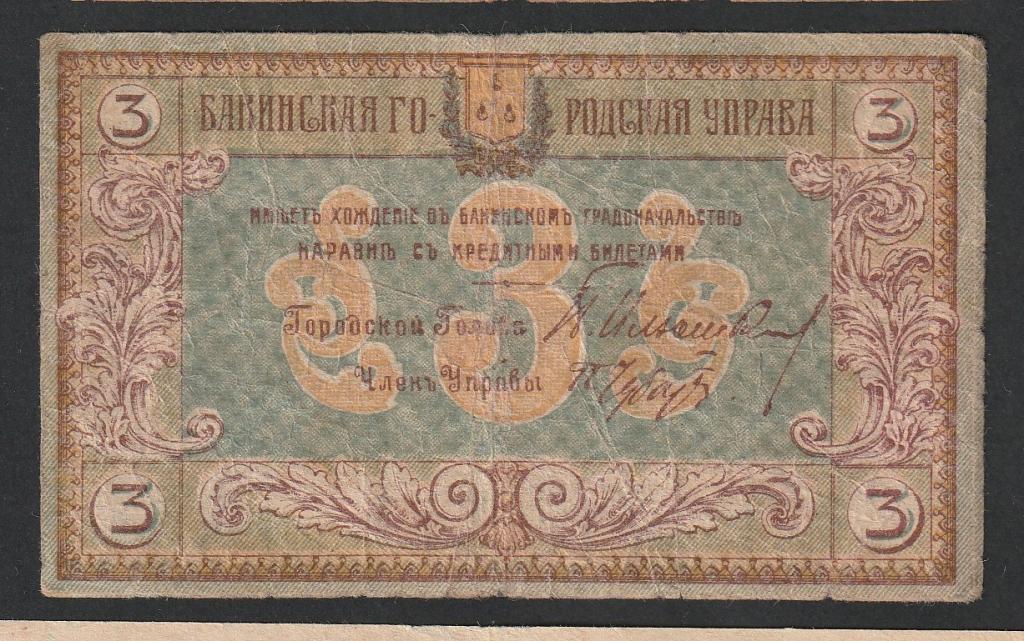 3 БАКИНСКАЯ ГО- РОДСКАЯ УПРАВА 3
ИМѢЕТЪ ХОЖДЕНІЕ ВЪ БАКИНСКОМЪ ГРАДОНАЧАЛЬСТВѢ
НАРАВНѢ СЪ КРЕДИТНЫМИ БИЛЕТАМИ
3
Городской Голова
Членъ Управы
3 3